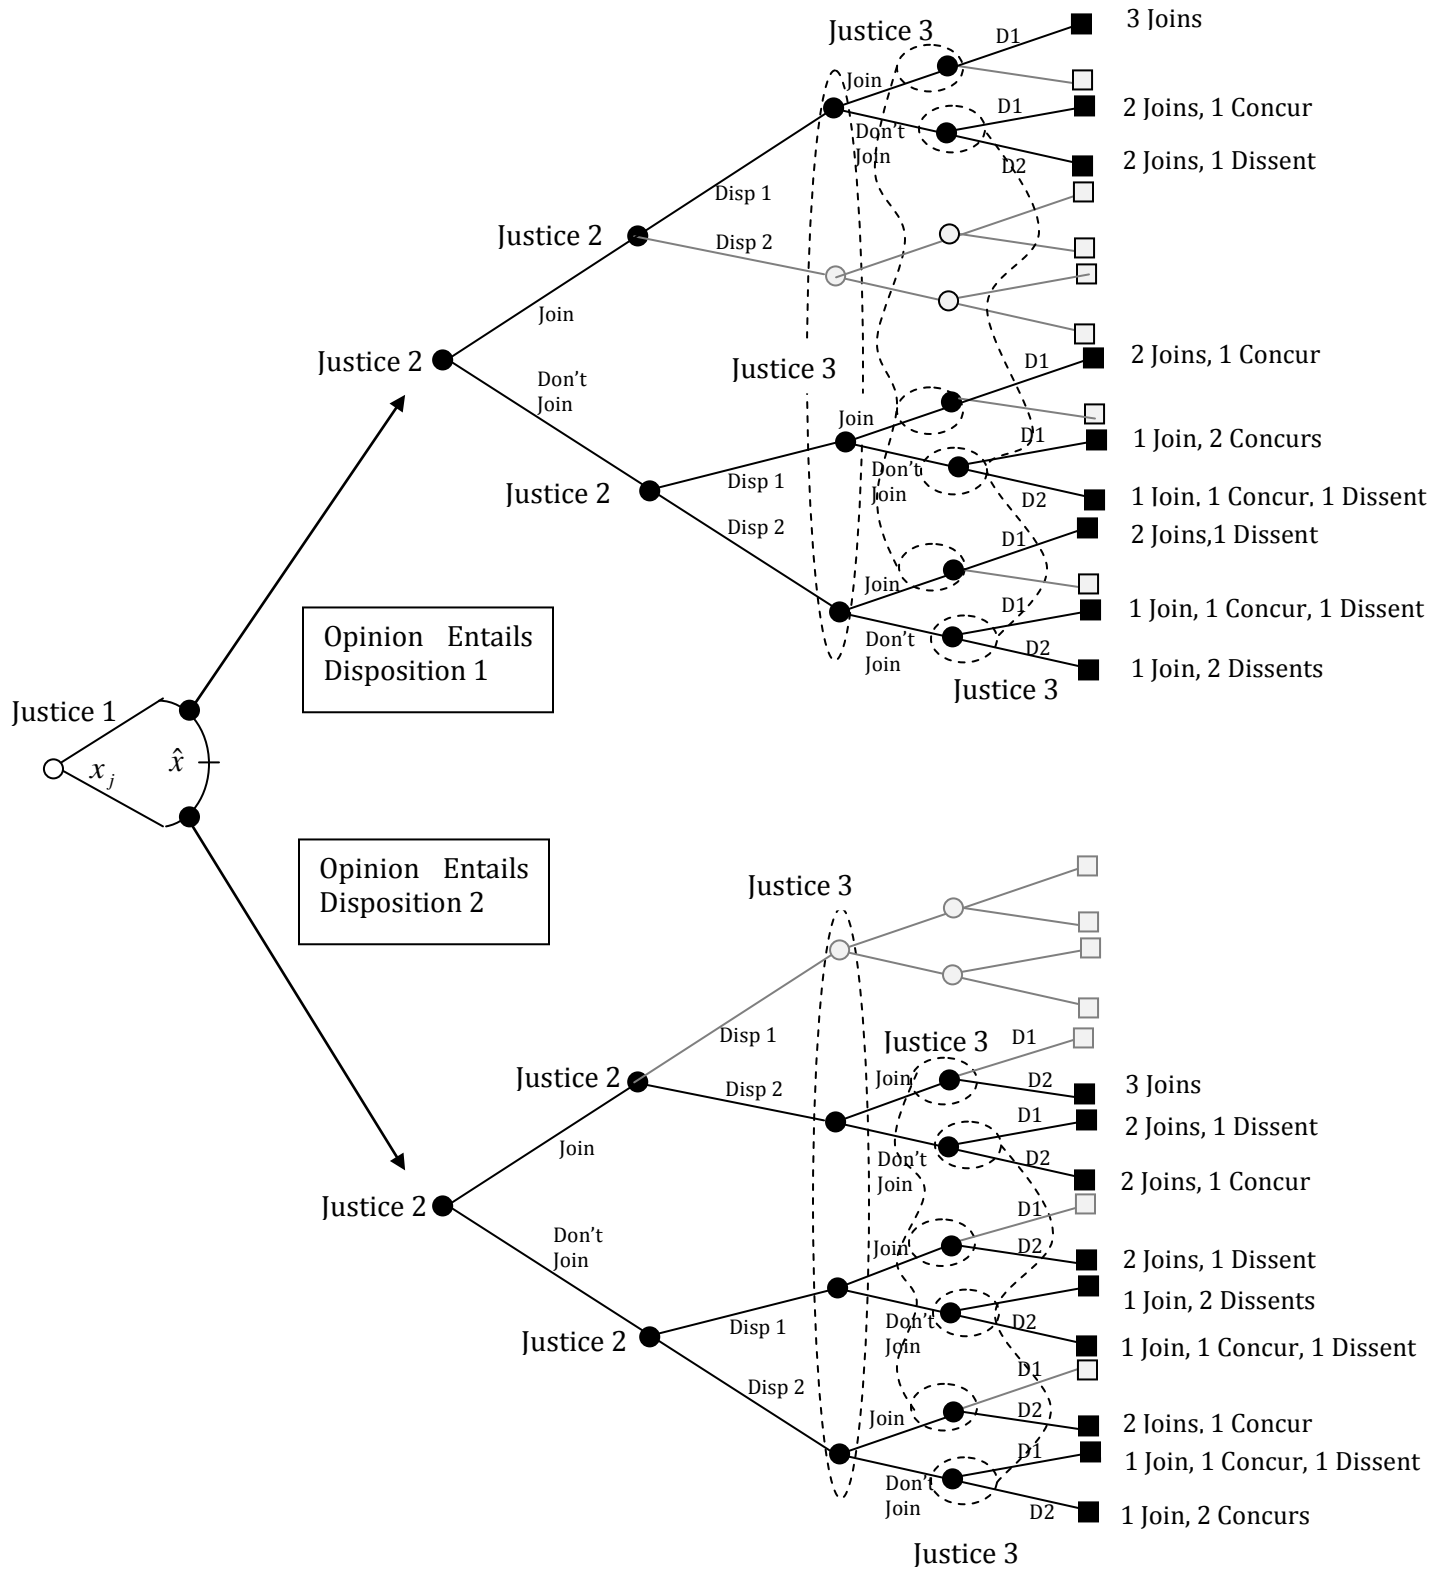 Justice 3
D1
3 Joins
Join
D1
2 Joins, 1 Concur
Don't
Join
D2
2 Joins, 1 Dissent
Disp 1
Justice 2
Disp 2
Join
Justice 2
Justice 3
D1
2 Joins, 1 Concur
Don't
Join
Join
D1
1 Join, 2 Concurs
Don't
Join
Disp 1
Justice 2
D2
1 Join, 1 Concur, 1 Dissent
Disp 2
D1
2 Joins,1 Dissent
Join
D1
1 Join, 1 Concur, 1 Dissent
Don't
Join
D2
1 Join, 2 Dissents
Justice 3
Opinion Entails
Disposition 1
Justice 1
x̂
x_j
Opinion Entails
Disposition 2
Justice 3
Disp 1
Justice 3
D1
Justice 2
Disp 2
Join
D2
3 Joins
D1
2 Joins, 1 Dissent
Join
Don't
Join
D2
2 Joins, 1 Concur
Justice 2
D1
Don't
Join
Join
D2
2 Joins, 1 Dissent
1 Join, 2 Dissents
Disp 1
Justice 2
Don't
Join
D2
1 Join, 1 Concur, 1 Dissent
D1
Disp 2
Join
D2
2 Joins, 1 Concur
D1
1 Join, 1 Concur, 1 Dissent
Don't
Join
D2
1 Join, 2 Concurs
Justice 3